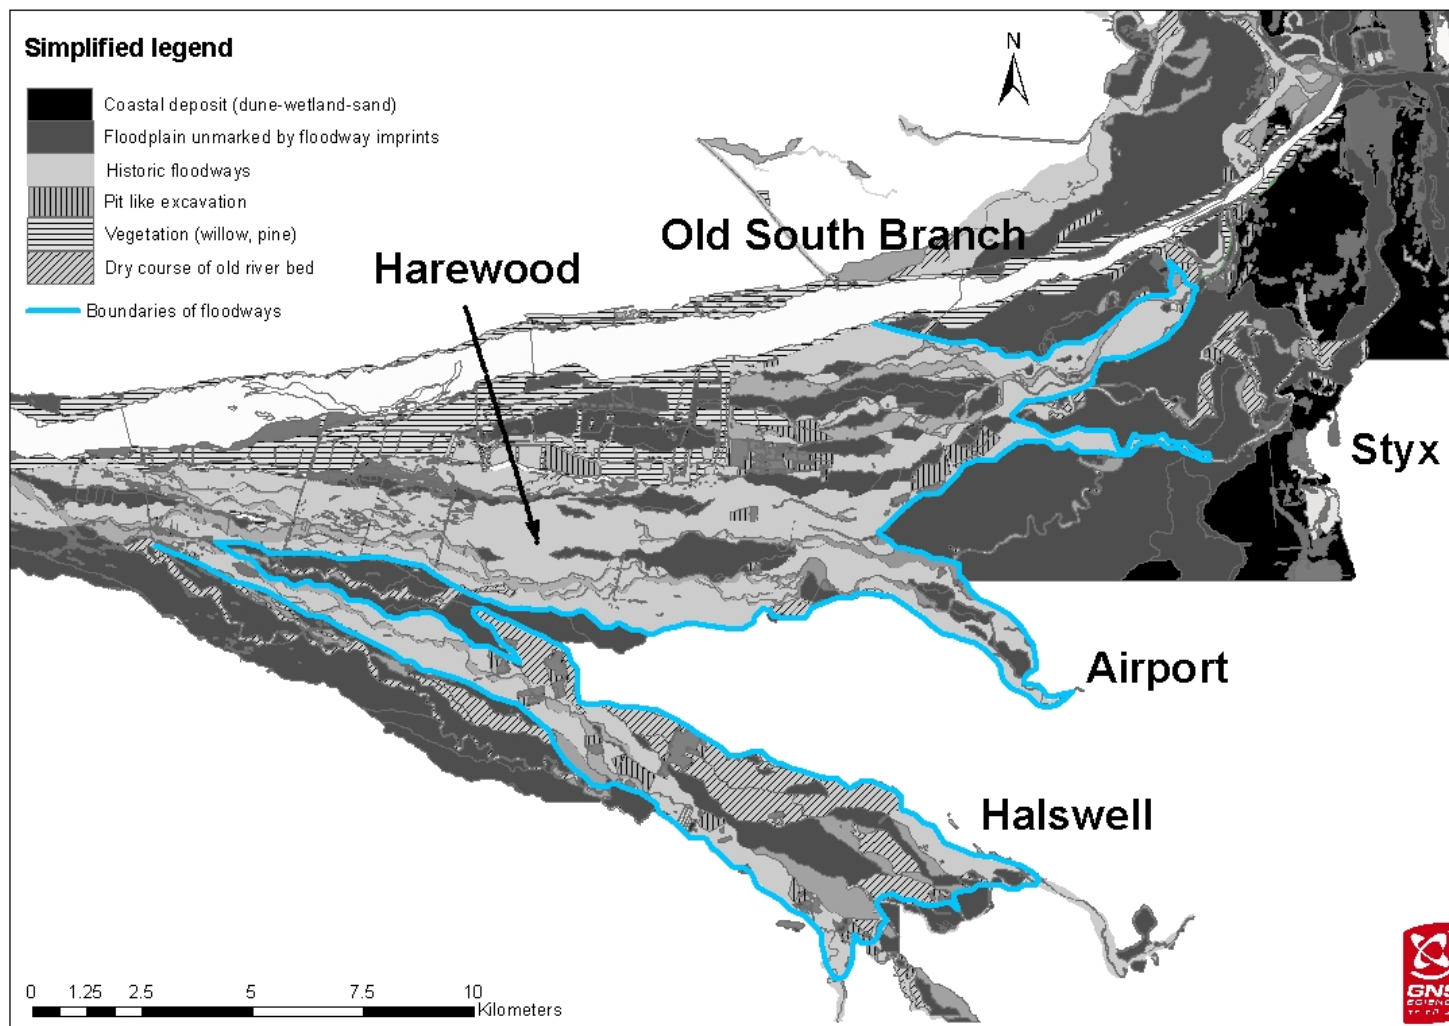 Simplified legend
Coastal deposit (dune-wetland-sand)
Floodplain unmarked by floodway imprints
Historic floodways
Pit like excavation
Vegetation (willow, pine)
Dry course of old river bed
Boundaries of floodways
N
Old South Branch
Harewood
Styx
Airport
Halswell
0 1.25 2.5 5 7.5 10
Kilometers
GNS